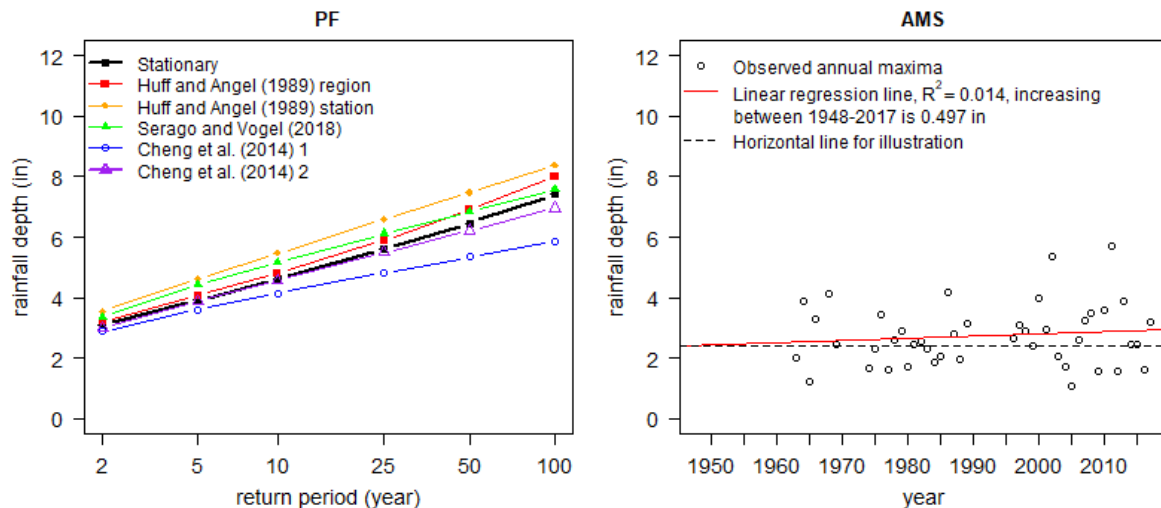 PF
12
10
8
6
4
2
0
rainfall depth (in)
Stationary
Huff and Angel (1989) region
Huff and Angel (1989) station
Serago and Vogel (2018)
Cheng et al. (2014) 1
Cheng et al. (2014) 2
2 5 10 25 50 100
return period (year)
AMS
12
10
8
6
4
2
0
rainfall depth (in)
Observed annual maxima
Linear regression line, R² = 0.014, increasing
between 1948-2017 is 0.497 in
Horizontal line for illustration
1950 1960 1970 1980 1990 2000 2010
year